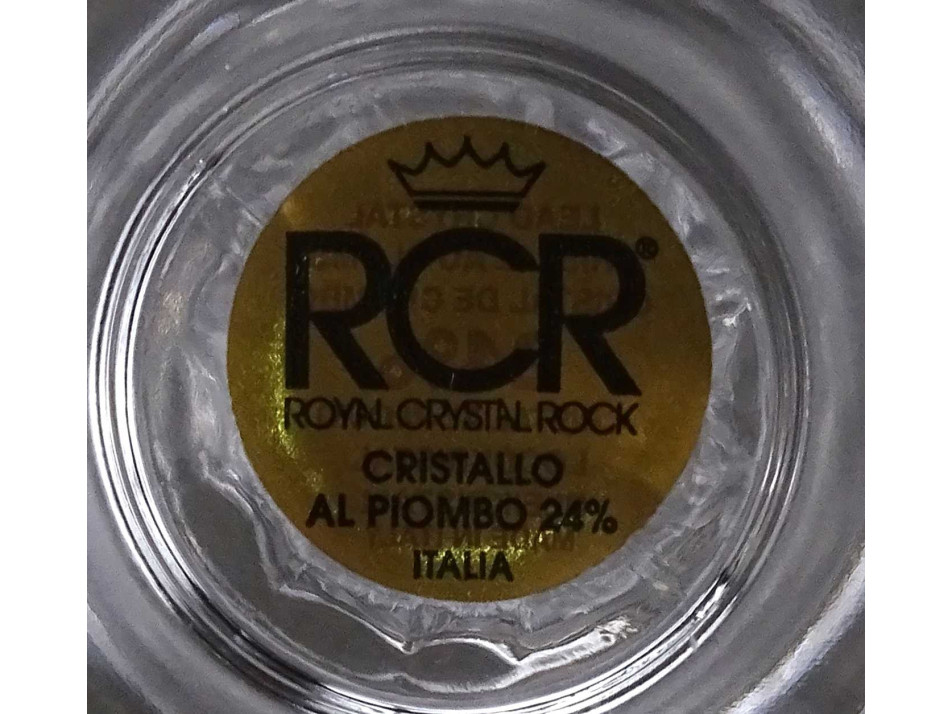 RCR®
ROYAL CRYSTAL ROCK
CRISTALLO
AL PIOMBO 24%
ITALIA